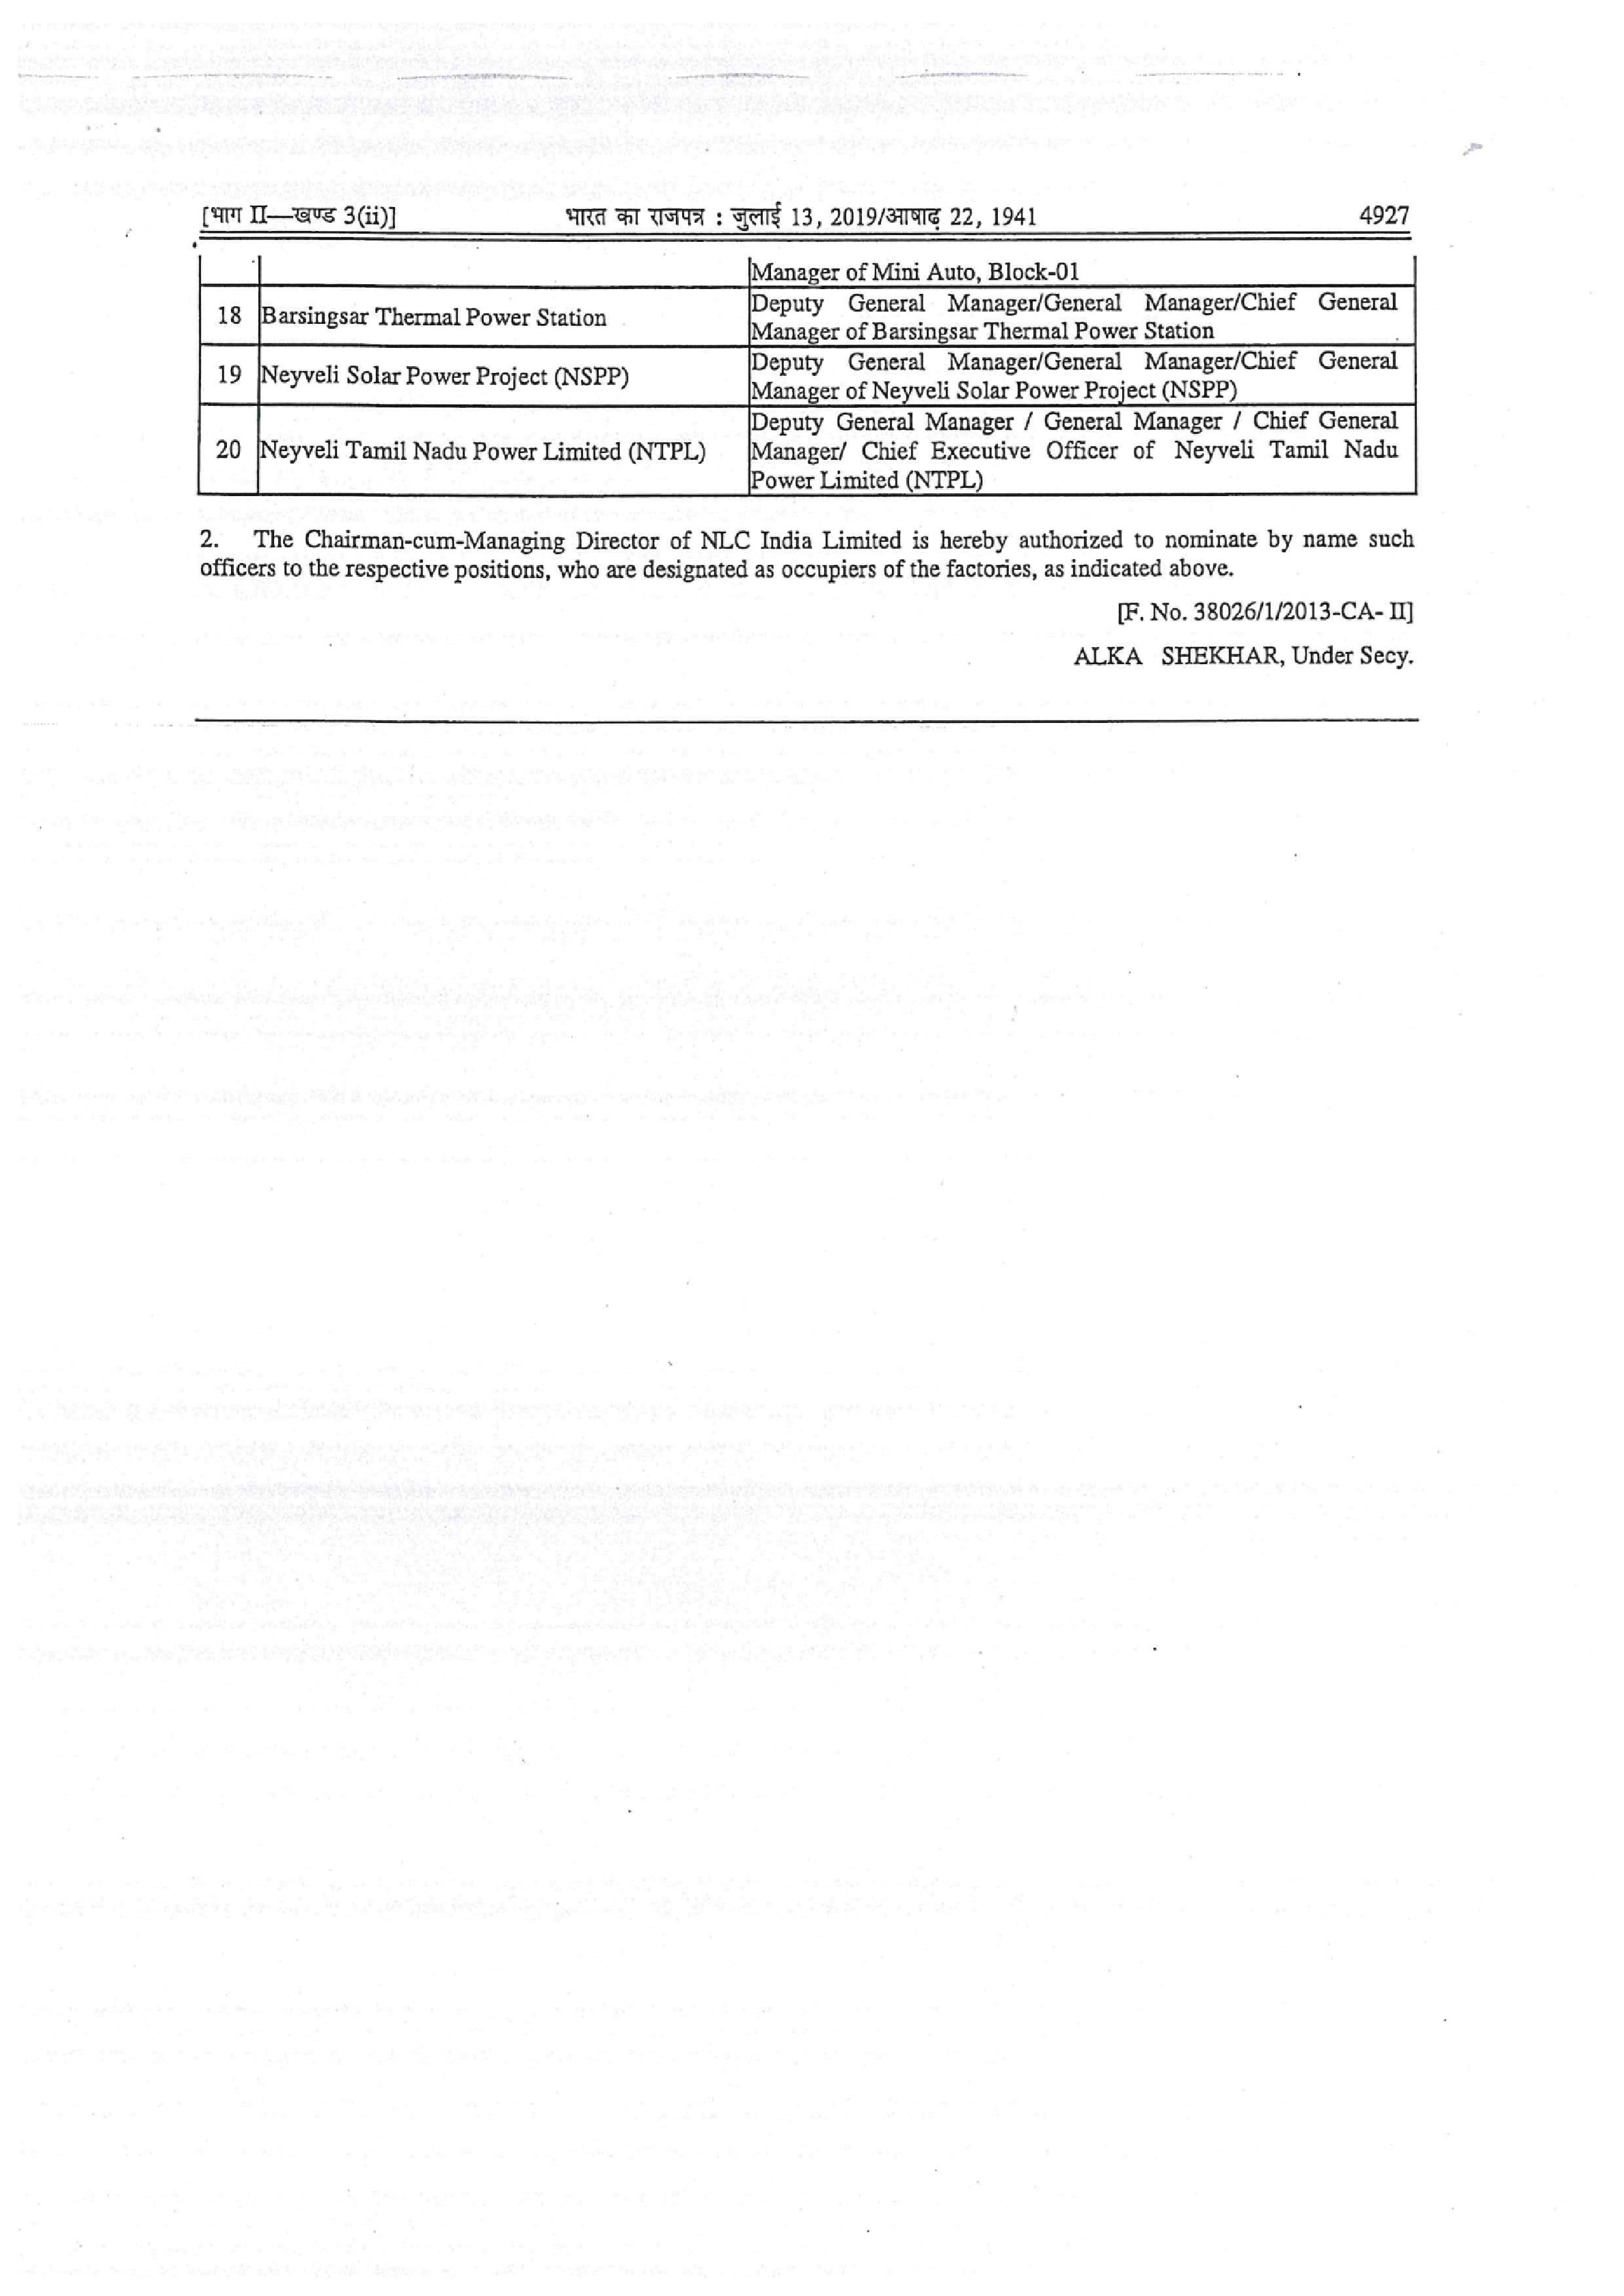 [भाग II—खण्ड 3(ii)] भारत का राजपत्र : जुलाई 13, 2019/आषाढ़ 22, 1941 4927
Manager of Mini Auto, Block-01
18 Barsingsar Thermal Power Station Deputy General Manager/General Manager/Chief General
Manager of Barsingsar Thermal Power Station
19 Neyveli Solar Power Project (NSPP) Deputy General Manager/General Manager/Chief General
Manager of Neyveli Solar Power Project (NSPP)
Deputy General Manager / General Manager / Chief General
20 Neyveli Tamil Nadu Power Limited (NTPL) Manager/ Chief Executive Officer of Neyveli Tamil Nadu
Power Limited (NTPL)
2. The Chairman-cum-Managing Director of NLC India Limited is hereby authorized to nominate by name such
officers to the respective positions, who are designated as occupiers of the factories, as indicated above.
[F. No. 38026/1/2013-CA- II]
ALKA SHEKHAR, Under Secy.